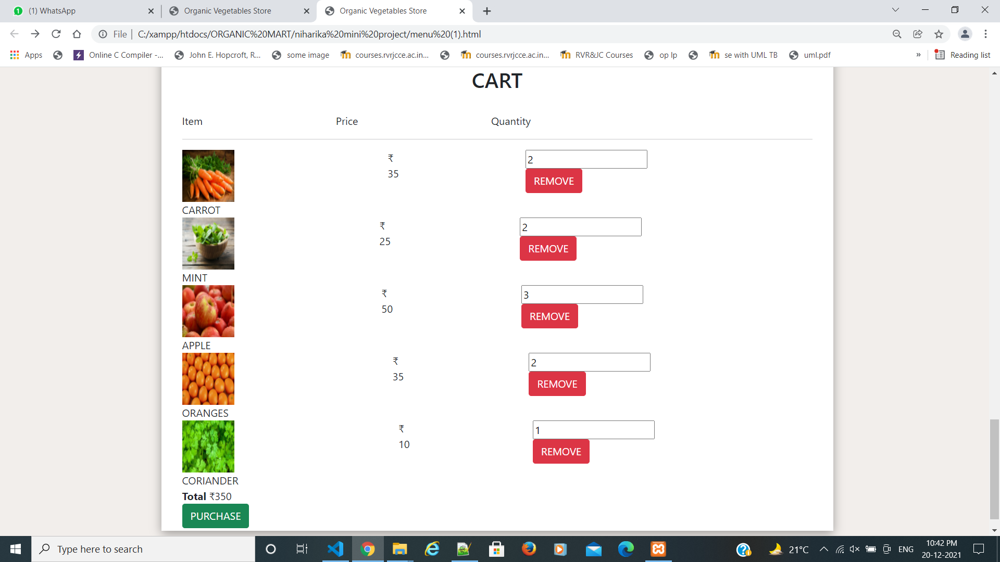 (1) WhatsApp
Organic Vegetables Store
Organic Vegetables Store
File
C:/xampp/htdocs/ORGANIC%20MART/niharika%20mini%20project/menu%20(1).html
Apps
Online C Compiler -...
John E. Hopcroft, R...
some image
courses.rvrjcce.ac.in...
courses.rvrjcce.ac.in...
RVR&JC Courses
op lp
se with UML TB
uml.pdf
»
Reading list
CART
Item Price Quantity
₹
35
2
REMOVE
CARROT
₹
25
2
REMOVE
MINT
₹
50
3
REMOVE
APPLE
₹
35
2
REMOVE
ORANGES
₹
10
1
REMOVE
CORIANDER
Total ₹350
PURCHASE
Type here to search
21°C
ENG
10:42 PM
20-12-2021